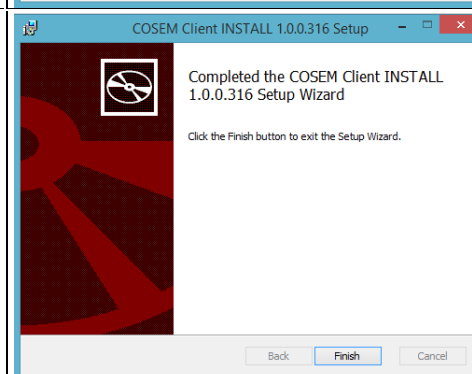 COSEM Client INSTALL 1.0.0.316 Setup
Completed the COSEM Client INSTALL
1.0.0.316 Setup Wizard
Click the Finish button to exit the Setup Wizard.
Back Finish Cancel